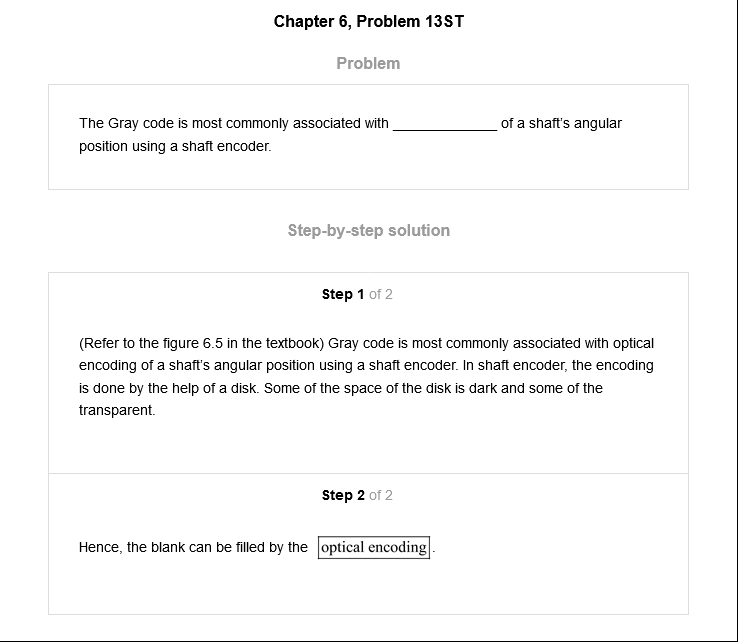 Chapter 6, Problem 13ST
Problem
The Gray code is most commonly associated with ______________ of a shaft's angular
position using a shaft encoder.
Step-by-step solution
Step 1 of 2
(Refer to the figure 6.5 in the textbook) Gray code is most commonly associated with optical
encoding of a shaft's angular position using a shaft encoder. In shaft encoder, the encoding
is done by the help of a disk. Some of the space of the disk is dark and some of the
transparent.
Step 2 of 2
Hence, the blank can be filled by the optical encoding.